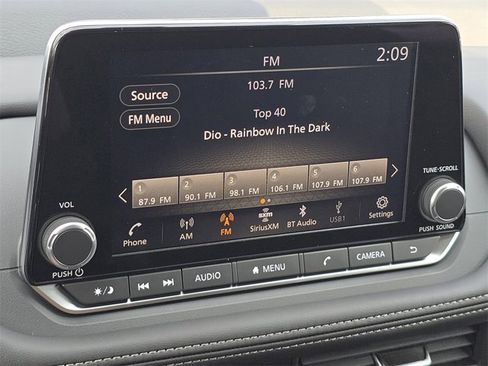 FM
2:09
103.7 FM
Source
FM Menu
Top 40
Dio - Rainbow In The Dark
1 2 3 4 5 6
87.9 FM 90.1 FM 98.1 FM 106.1 FM 107.9 FM 107.9 FM
Phone AM FM SiriusXM BT Audio USB1 Settings
sxm
VOL
PUSH
TUNE·SCROLL
PUSH SOUND
AUDIO MENU CAMERA